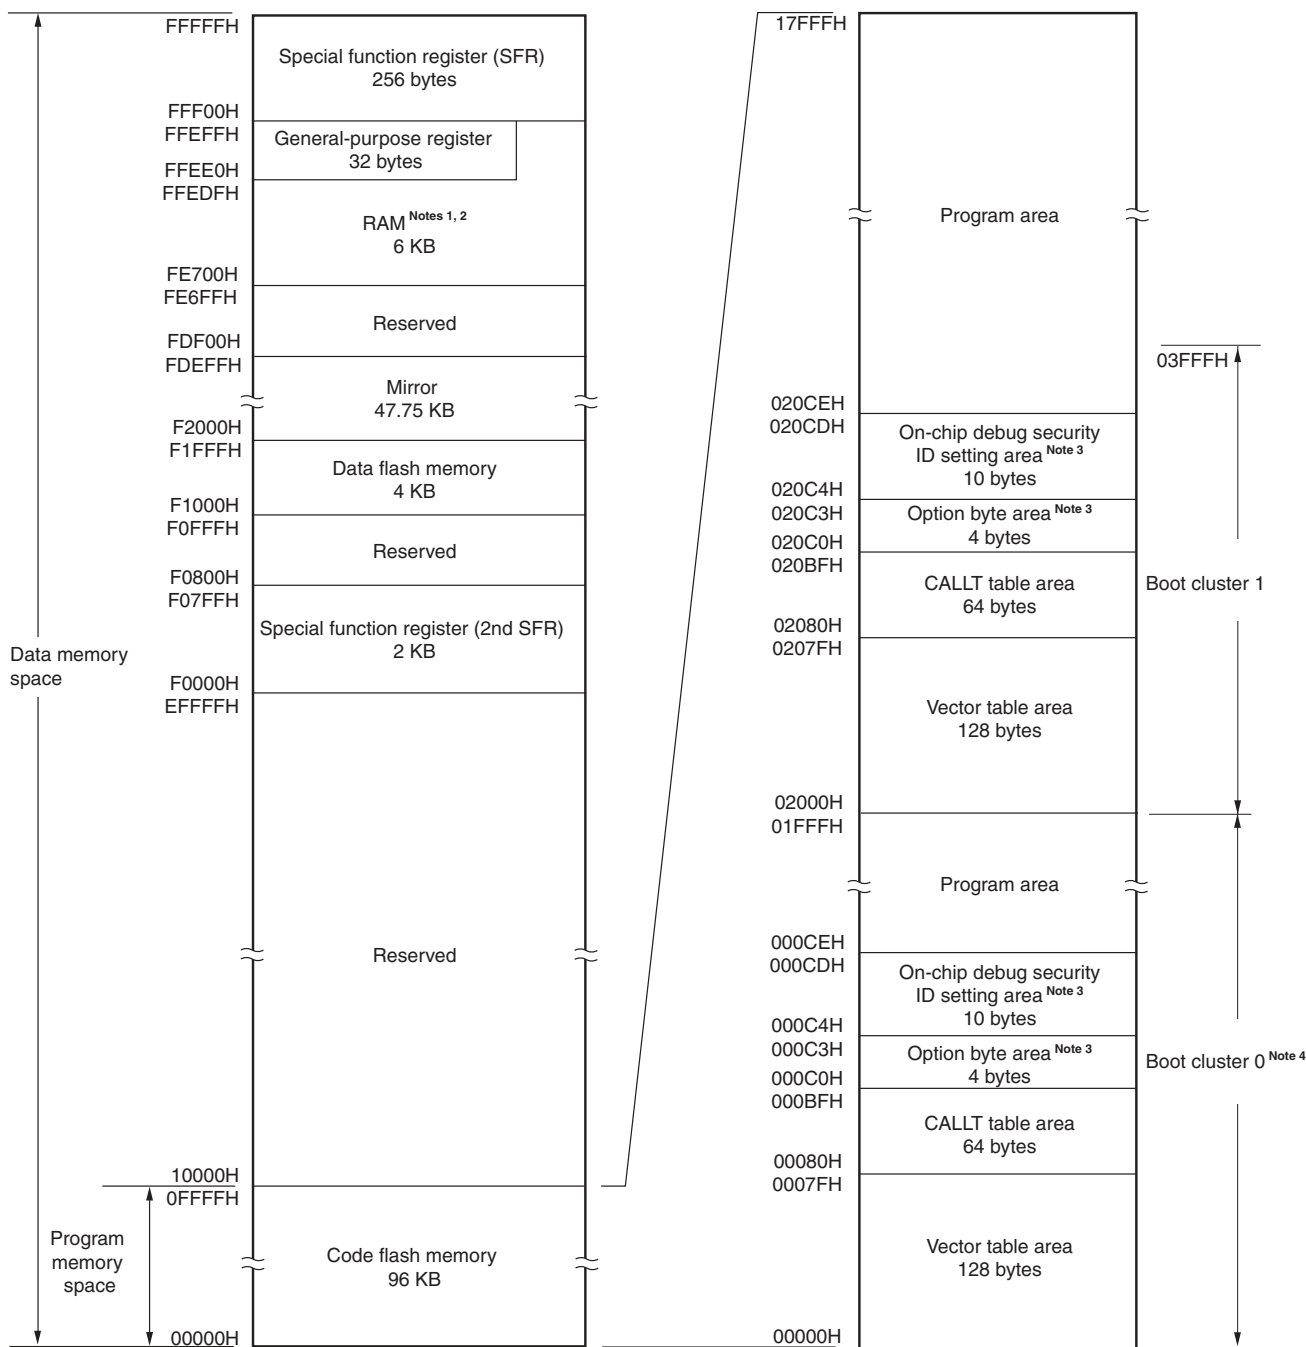 FFFFFH
Special function register (SFR)
256 bytes
FFF00H
FFEFFH
General-purpose register
32 bytes
FFEE0H
FFEDFH
RAM Notes 1, 2
6 KB
FE700H
FE6FFH
Reserved
FDF00H
FDEFFH
Mirror
47.75 KB
F2000H
F1FFFH
Data flash memory
4 KB
F1000H
F0FFFH
Reserved
F0800H
F07FFH
Special function register (2nd SFR)
2 KB
F0000H
EFFFFH
Data memory
space
Reserved
10000H
0FFFFH
Program
memory
space
Code flash memory
96 KB
00000H
17FFFH
Program area
03FFFH
020CEH
020CDH
On-chip debug security
ID setting area Note 3
10 bytes
020C4H
020C3H
Option byte area Note 3
4 bytes
020C0H
020BFH
CALLT table area
64 bytes
Boot cluster 1
02080H
0207FH
Vector table area
128 bytes
02000H
01FFFH
Program area
000CEH
000CDH
On-chip debug security
ID setting area Note 3
10 bytes
000C4H
000C3H
Option byte area Note 3
4 bytes
Boot cluster 0 Note 4
000C0H
000BFH
CALLT table area
64 bytes
00080H
0007FH
Vector table area
128 bytes
00000H